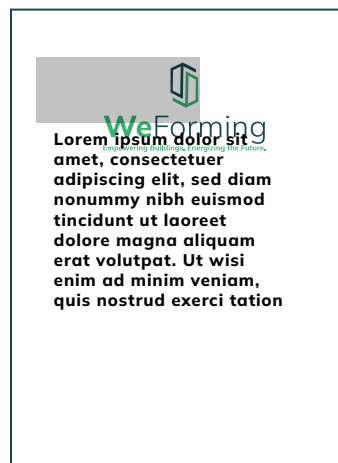 WeForming
Empowering Buildings, Energizing the Future.
Lorem ipsum dolor sit
amet, consectetuer
adipiscing elit, sed diam
nonummy nibh euismod
tincidunt ut laoreet
dolore magna aliquam
erat volutpat. Ut wisi
enim ad minim veniam,
quis nostrud exerci tation